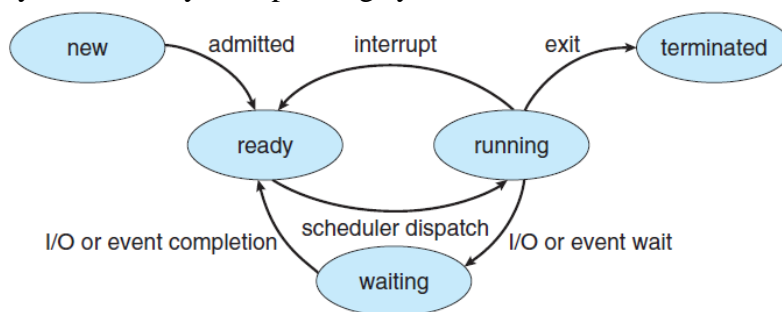 new
admitted
interrupt
exit
terminated
ready
running
I/O or event completion
scheduler dispatch
I/O or event wait
waiting